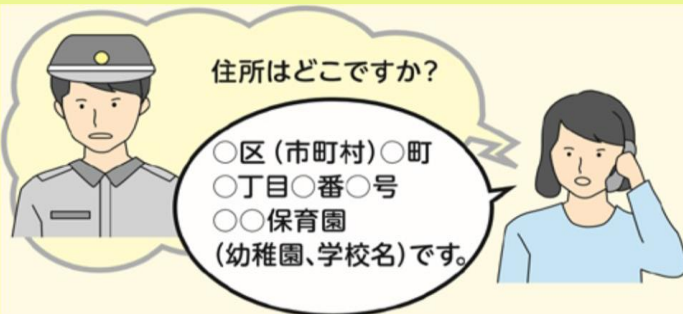 住所はどこですか?
○区(市町村)○町
○丁目○番○号
○○保育園
(幼稚園、学校名)です。